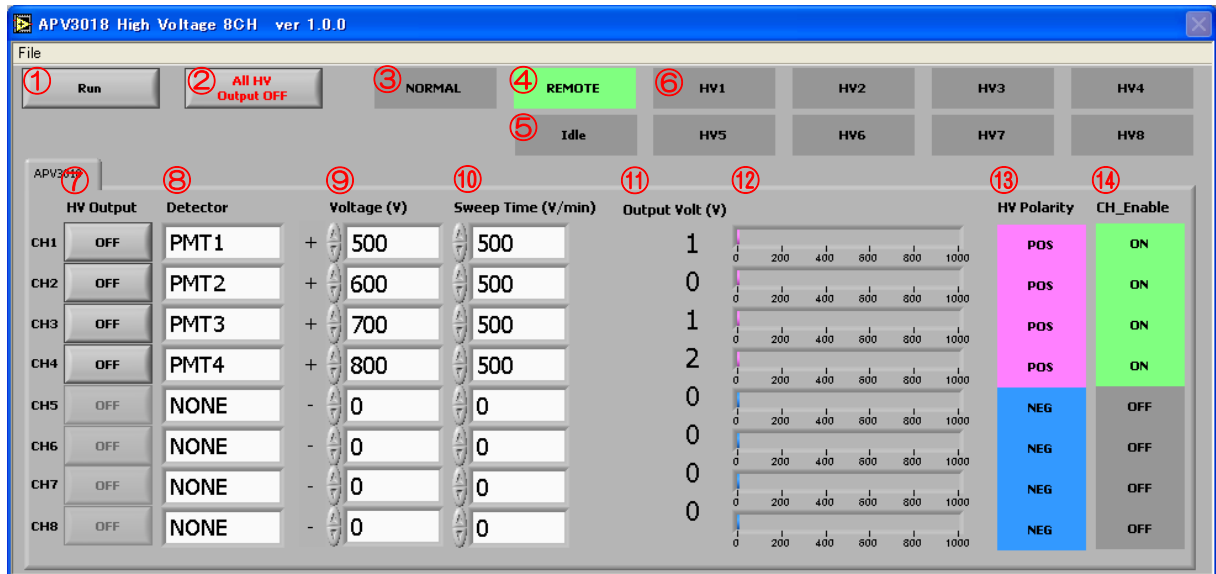 APV3018 High Voltage 8CH ver 1.0.0
File
① Run ② All HV Output OFF ③ NORMAL ④ REMOTE ⑥ HV1 HV2 HV3 HV4
⑤ Idle HV5 HV6 HV7 HV8
APV3018
⑦ ⑧ ⑨ ⑩ ⑪ ⑫ ⑬ ⑭
HV Output Detector Voltage (V) Sweep Time (V/min) Output Volt (V) HV Polarity CH_Enable
CH1 OFF PMT1 + 500 500 1 POS ON
0 200 400 600 800 1000
CH2 OFF PMT2 + 600 500 0 POS ON
0 200 400 600 800 1000
CH3 OFF PMT3 + 700 500 1 POS ON
0 200 400 600 800 1000
CH4 OFF PMT4 + 800 500 2 POS ON
0 200 400 600 800 1000
CH5 OFF NONE - 0 0 0 NEG OFF
0 200 400 600 800 1000
CH6 OFF NONE - 0 0 0 NEG OFF
0 200 400 600 800 1000
CH7 OFF NONE - 0 0 0 NEG OFF
0 200 400 600 800 1000
CH8 OFF NONE - 0 0 0 NEG OFF
0 200 400 600 800 1000